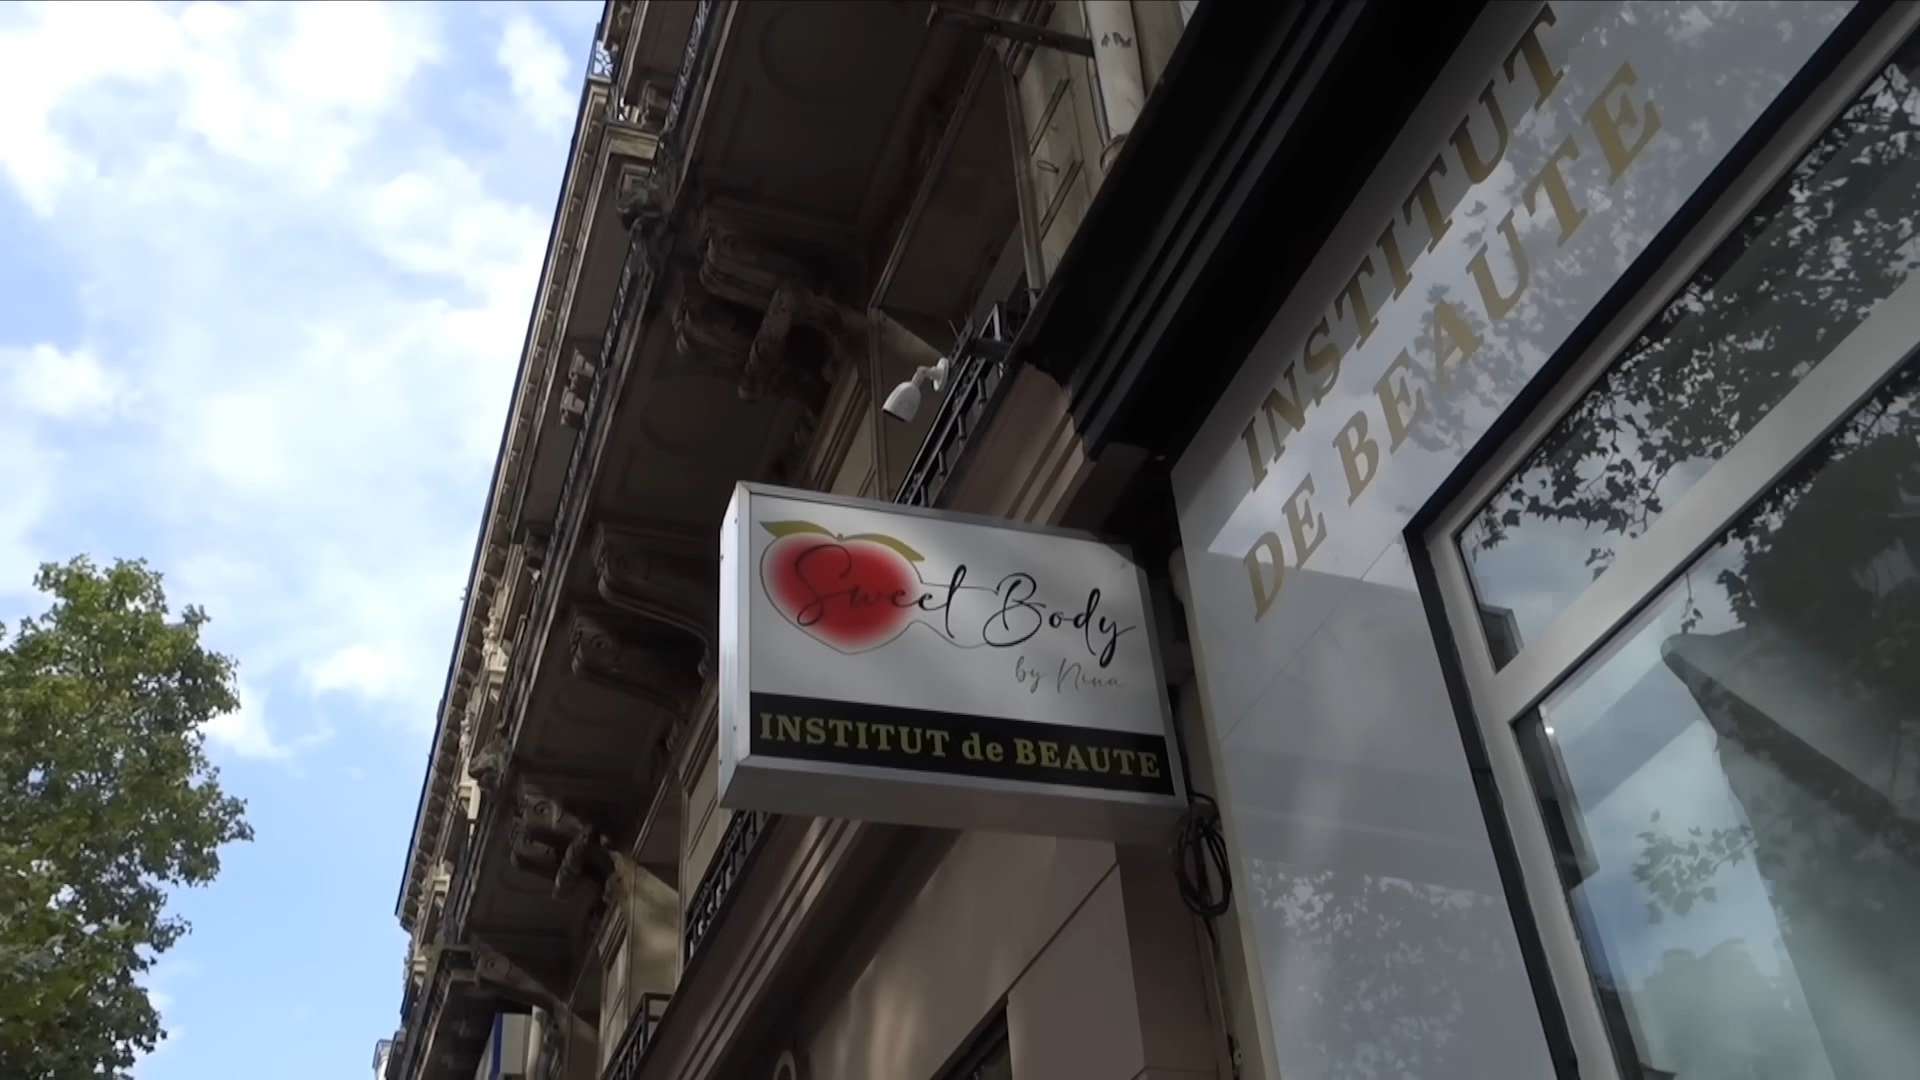 Sweet Body
by Nina
INSTITUT de BEAUTE
INSTITUT
DE BEAUTE